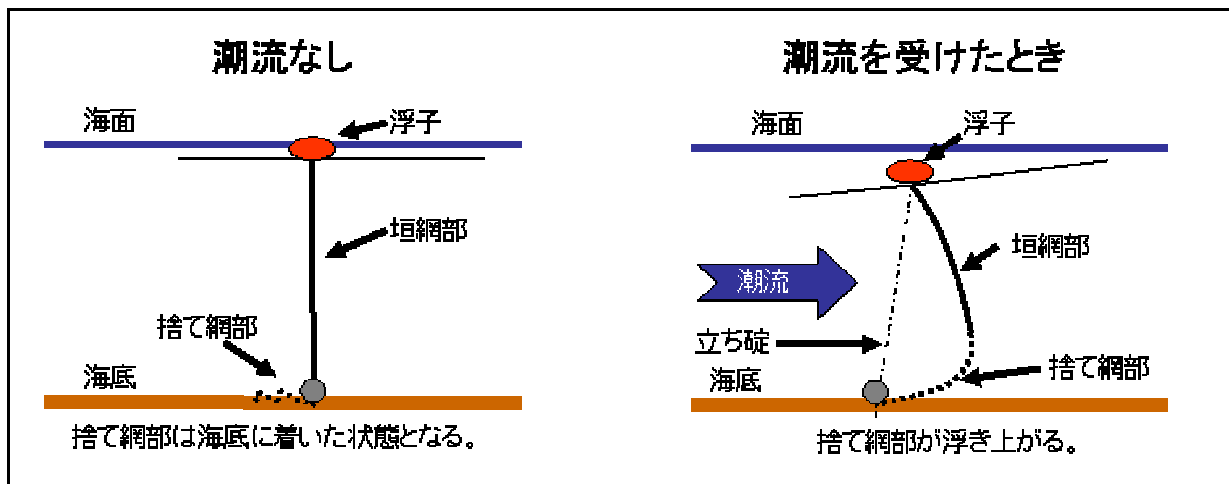 潮流なし
海面
浮子
垣網部
捨て網部
海底
捨て網部は海底に着いた状態となる。
潮流を受けたとき
海面
浮子
垣網部
潮流
立ち碇
海底
捨て網部
捨て網部が浮き上がる。